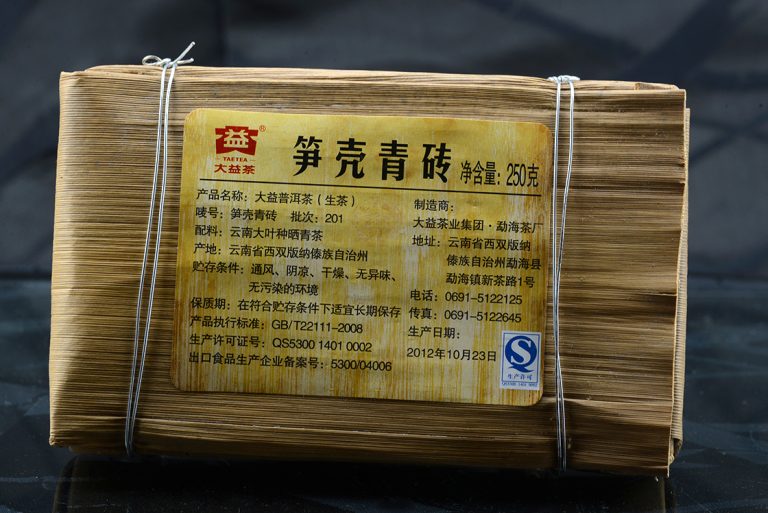 益®
TAETEA
大益茶
笋壳青砖 净含量：250克
产品名称：大益普洱茶（生茶）
唛号：笋壳青砖 批次：201
配料：云南大叶种晒青茶
产地：云南省西双版纳傣族自治州
贮存条件：通风、阴凉、干燥、无异味、
无污染的环境
保质期：在符合贮存条件下适宜长期保存
产品执行标准：GB/T22111-2008
生产许可证号：QS5300 1401 0002
出口食品生产企业备案号：5300/04006
制造商：
大益茶业集团·勐海茶厂
地址：云南省西双版纳
傣族自治州勐海县
勐海镇新茶路1号
电话：0691-5122125
传真：0691-5122645
生产日期：
2012年10月23日
QS
生产许可
QS5300 1401 0002